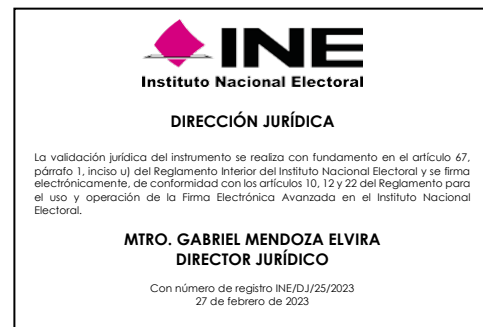 INE
Instituto Nacional Electoral
DIRECCIÓN JURÍDICA
La validación jurídica del instrumento se realiza con fundamento en el artículo 67,
párrafo 1, inciso u) del Reglamento Interior del Instituto Nacional Electoral y se firma
electrónicamente, de conformidad con los artículos 10, 12 y 22 del Reglamento para
el uso y operación de la Firma Electrónica Avanzada en el Instituto Nacional
Electoral.
MTRO. GABRIEL MENDOZA ELVIRA
DIRECTOR JURÍDICO
Con número de registro INE/DJ/25/2023
27 de febrero de 2023